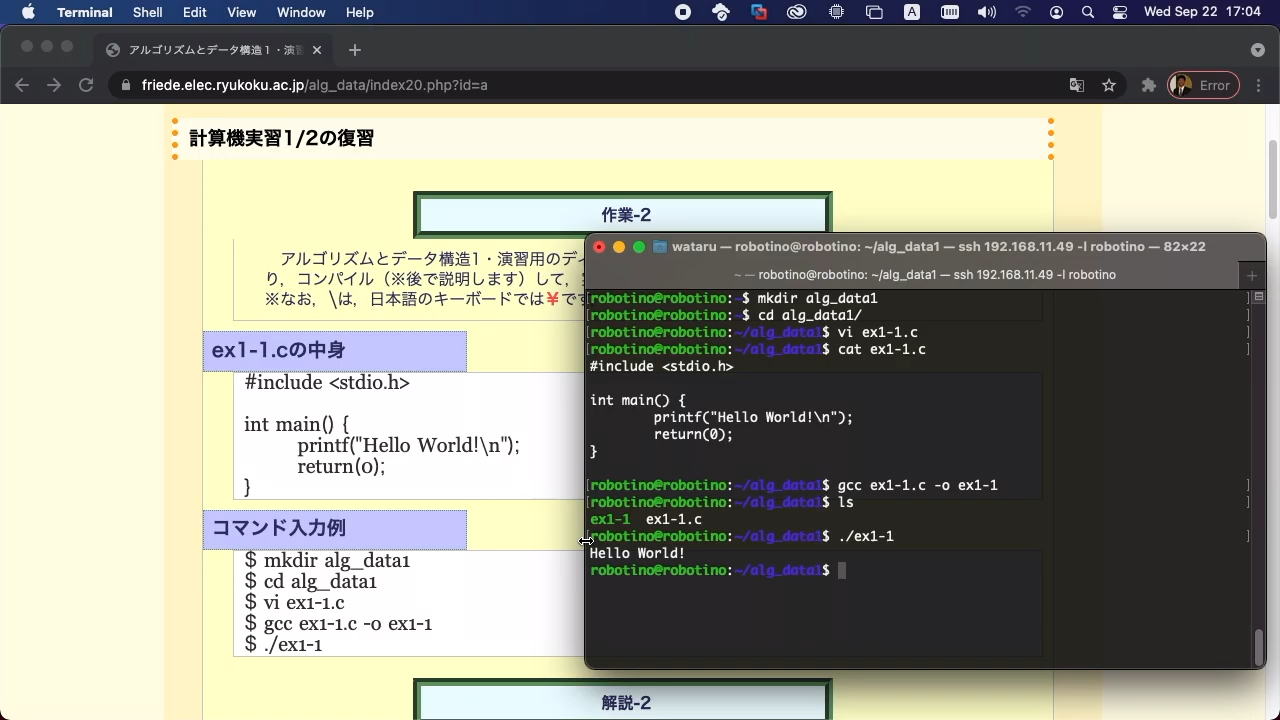 Terminal Shell Edit View Window Help A Wed Sep 22 17:04
アルゴリズムとデータ構造1・演習
friede.elec.ryukoku.ac.jp/alg_data/index20.php?id=a Error
計算機実習1/2の復習
作業-2
アルゴリズムとデータ構造1・演習用のデ
り，コンパイル（※後で説明します）して，
※なお，\は，日本語のキーボードでは¥です
ex1-1.cの中身
#include <stdio.h>
int main() {
printf("Hello World!\n");
return(0);
}
コマンド入力例
$ mkdir alg_data1
$ cd alg_data1
$ vi ex1-1.c
$ gcc ex1-1.c -o ex1-1
$ ./ex1-1
解説-2
wataru — robotino@robotino: ~/alg_data1 — ssh 192.168.11.49 -l robotino — 82×22
~ — robotino@robotino: ~/alg_data1 — ssh 192.168.11.49 -l robotino
[robotino@robotino:~$ mkdir alg_data1 ]
[robotino@robotino:~$ cd alg_data1/ ]
[robotino@robotino:~/alg_data1$ vi ex1-1.c ]
[robotino@robotino:~/alg_data1$ cat ex1-1.c ]
#include <stdio.h>
int main() {
printf("Hello World!\n");
return(0);
}
[robotino@robotino:~/alg_data1$ gcc ex1-1.c -o ex1-1 ]
[robotino@robotino:~/alg_data1$ ls ]
ex1-1 ex1-1.c
[robotino@robotino:~/alg_data1$ ./ex1-1 ]
Hello World!
robotino@robotino:~/alg_data1$